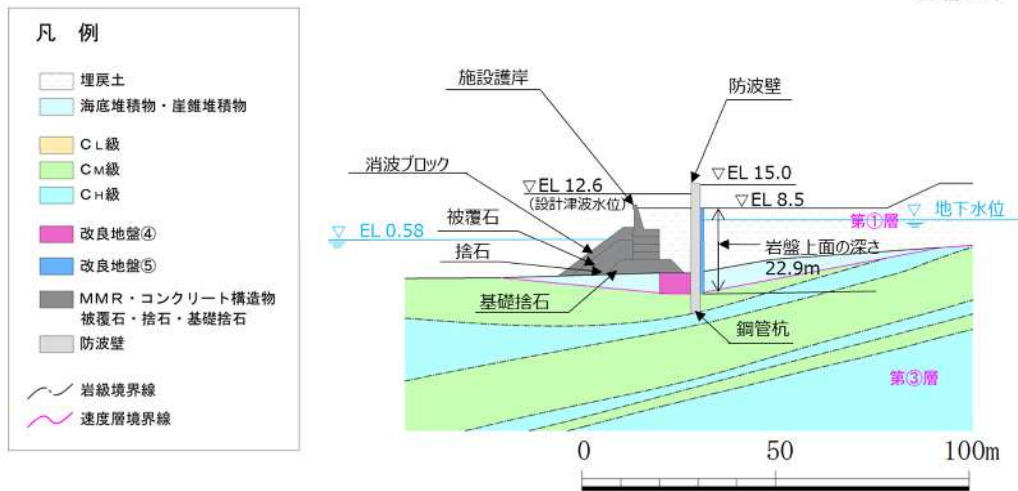 凡 例
埋戻土
海底堆積物・崖錐堆積物
CL級
CM級
CH級
改良地盤④
改良地盤⑤
MMR・コンクリート構造物
被覆石・捨石・基礎捨石
防波壁
岩級境界線
速度層境界線
施設護岸
防波壁
消波ブロック
▽EL 12.6
(設計津波水位)
▽EL 15.0
▽EL 8.5
被覆石
▽ EL 0.58
第①層
▽ 地下水位
捨石
岩盤上面の深さ
22.9m
基礎捨石
鋼管杭
第③層
0 50 100m